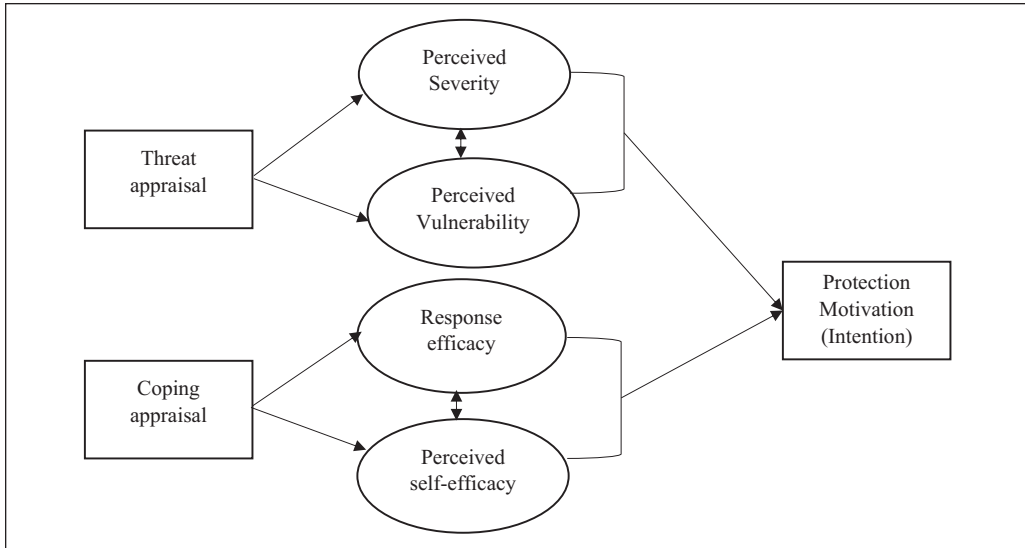 Perceived
Severity
Threat
appraisal
Perceived
Vulnerability
Protection
Motivation
(Intention)
Response
efficacy
Coping
appraisal
Perceived
self-efficacy